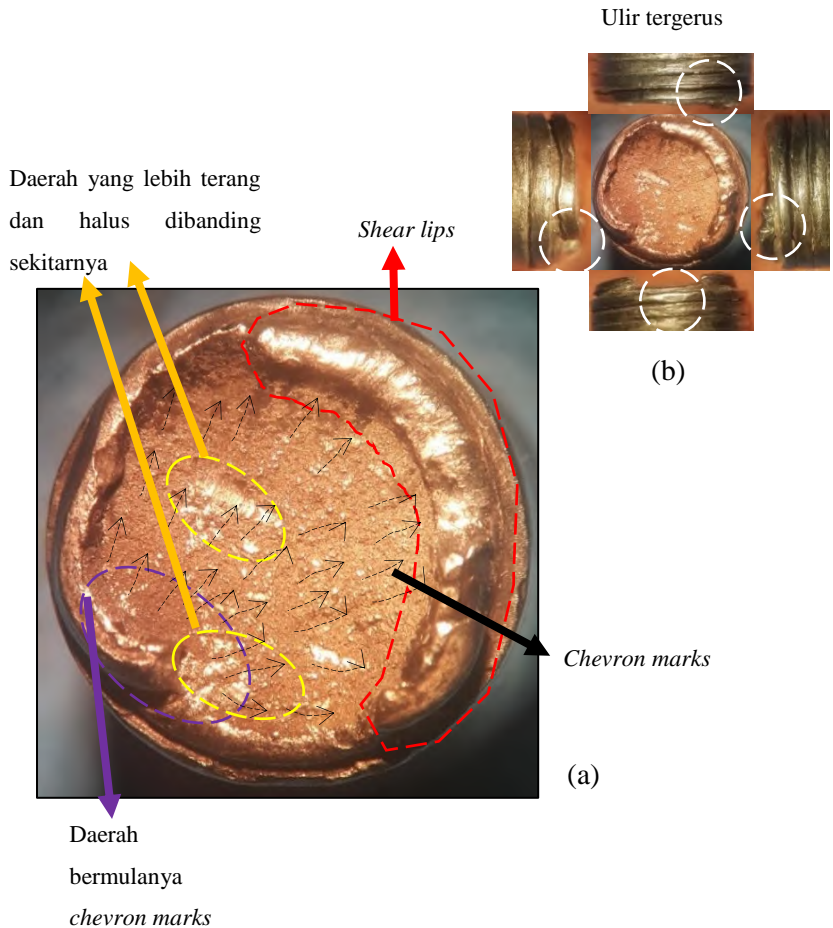 Ulir tergerus
Daerah yang lebih terang
dan halus dibanding
sekitarnya
Shear lips
(b)
Chevron marks
(a)
Daerah
bermulanya
chevron marks